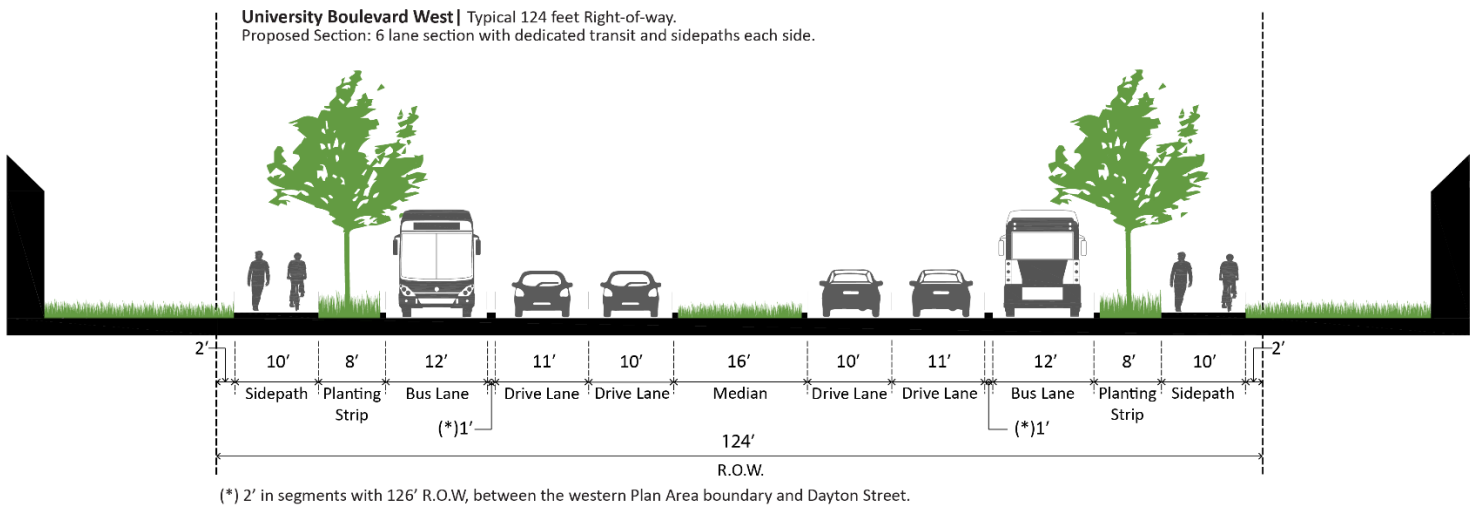 University Boulevard West| Typical 124 feet Right-of-way.
Proposed Section: 6 lane section with dedicated transit and sidepaths each side.
2’ 10’ 8’ 12’ 11’ 10’ 16’ 10’ 11’ 12’ 8’ 10’ 2’
Sidepath Planting Bus Lane Drive Lane Drive Lane Median Drive Lane Drive Lane Bus Lane Planting Sidepath
Strip Strip
(*)1’ (*)1’
124’
R.O.W.
(*) 2’ in segments with 126’ R.O.W, between the western Plan Area boundary and Dayton Street.